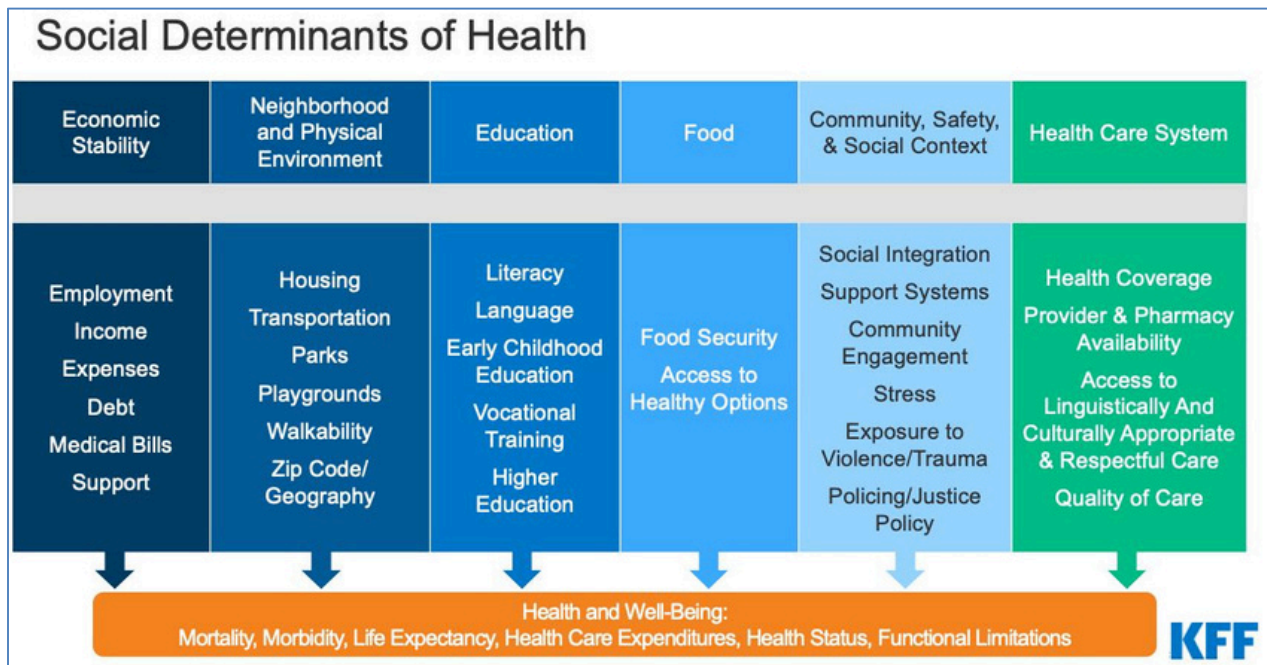 Social Determinants of Health
Economic
Stability
Neighborhood
and Physical
Environment
Education
Food
Community, Safety,
& Social Context
Health Care System
Employment
Income
Expenses
Debt
Medical Bills
Support
Housing
Transportation
Parks
Playgrounds
Walkability
Zip Code/
Geography
Literacy
Language
Early Childhood
Education
Vocational
Training
Higher
Education
Food Security
Access to
Healthy Options
Social Integration
Support Systems
Community
Engagement
Stress
Exposure to
Violence/Trauma
Policing/Justice
Policy
Health Coverage
Provider & Pharmacy
Availability
Access to
Linguistically And
Culturally Appropriate
& Respectful Care
Quality of Care
Health and Well-Being:
Mortality, Morbidity, Life Expectancy, Health Care Expenditures, Health Status, Functional Limitations
KFF